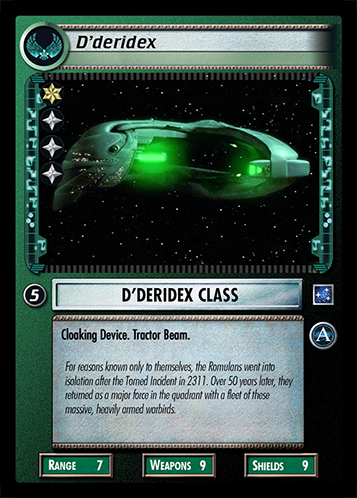 D'deridex
5 D'DERIDEX CLASS
A
Cloaking Device. Tractor Beam.
For reasons known only to themselves, the Romulans went into
isolation after the Tomed Incident in 2311. Over 50 years later, they
returned as a major force in the quadrant with a fleet of these
massive, heavily armed warbirds.
RANGE 7 WEAPONS 9 SHIELDS 9